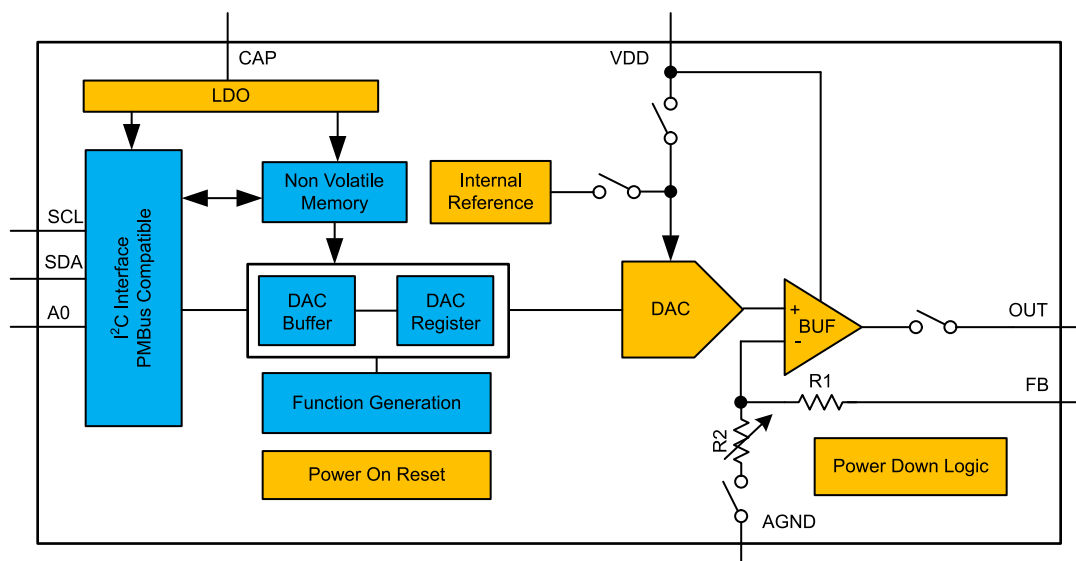 CAP
VDD
LDO
I²C Interface
PMBus Compatible
Non Volatile
Memory
Internal
Reference
SCL
SDA
A0
DAC
Buffer
DAC
Register
DAC
+
BUF
-
OUT
Function Generation
R1
FB
R2
Power On Reset
Power Down Logic
AGND